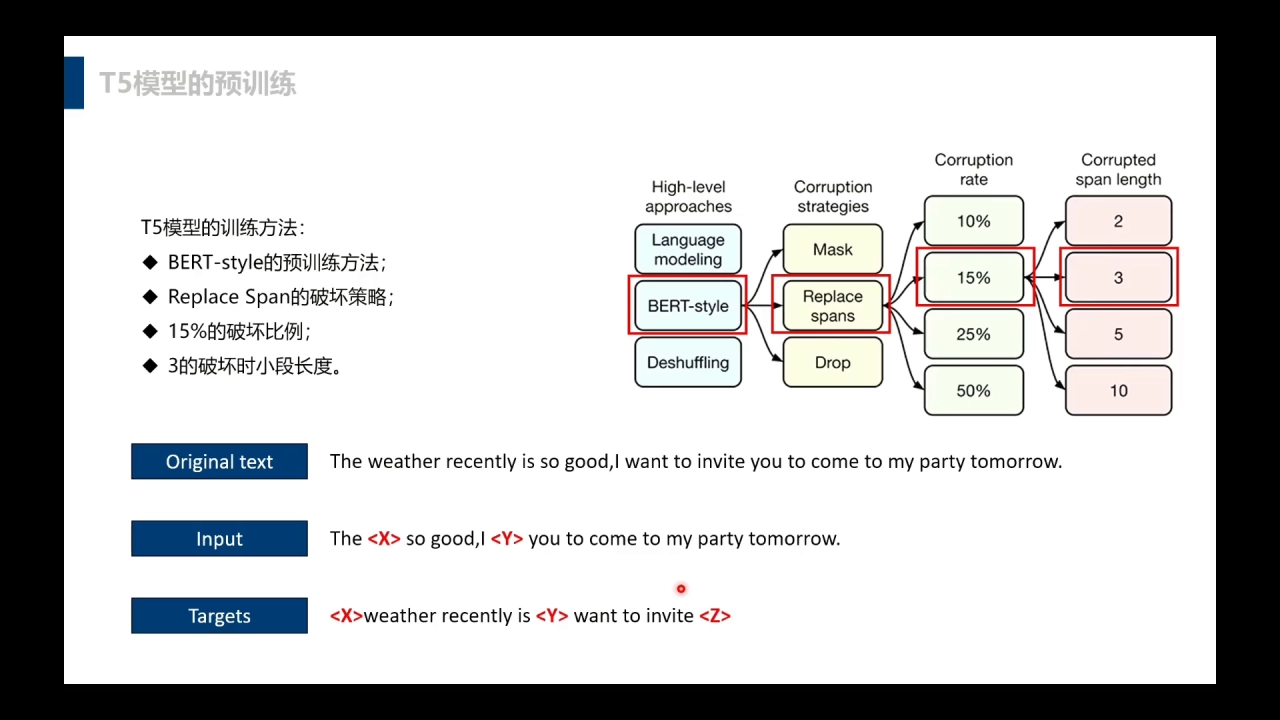 T5模型的预训练
T5模型的训练方法：
◆ BERT-style的预训练方法；
◆ Replace Span的破坏策略；
◆ 15%的破坏比例；
◆ 3的破坏时小段长度。
High-level
approaches
Language
modeling
BERT-style
Deshuffling
Corruption
strategies
Mask
Replace
spans
Drop
Corruption
rate
10%
15%
25%
50%
Corrupted
span length
2
3
5
10
Original text
The weather recently is so good,I want to invite you to come to my party tomorrow.
Input
The <X> so good,I <Y> you to come to my party tomorrow.
Targets
<X>weather recently is <Y> want to invite <Z>